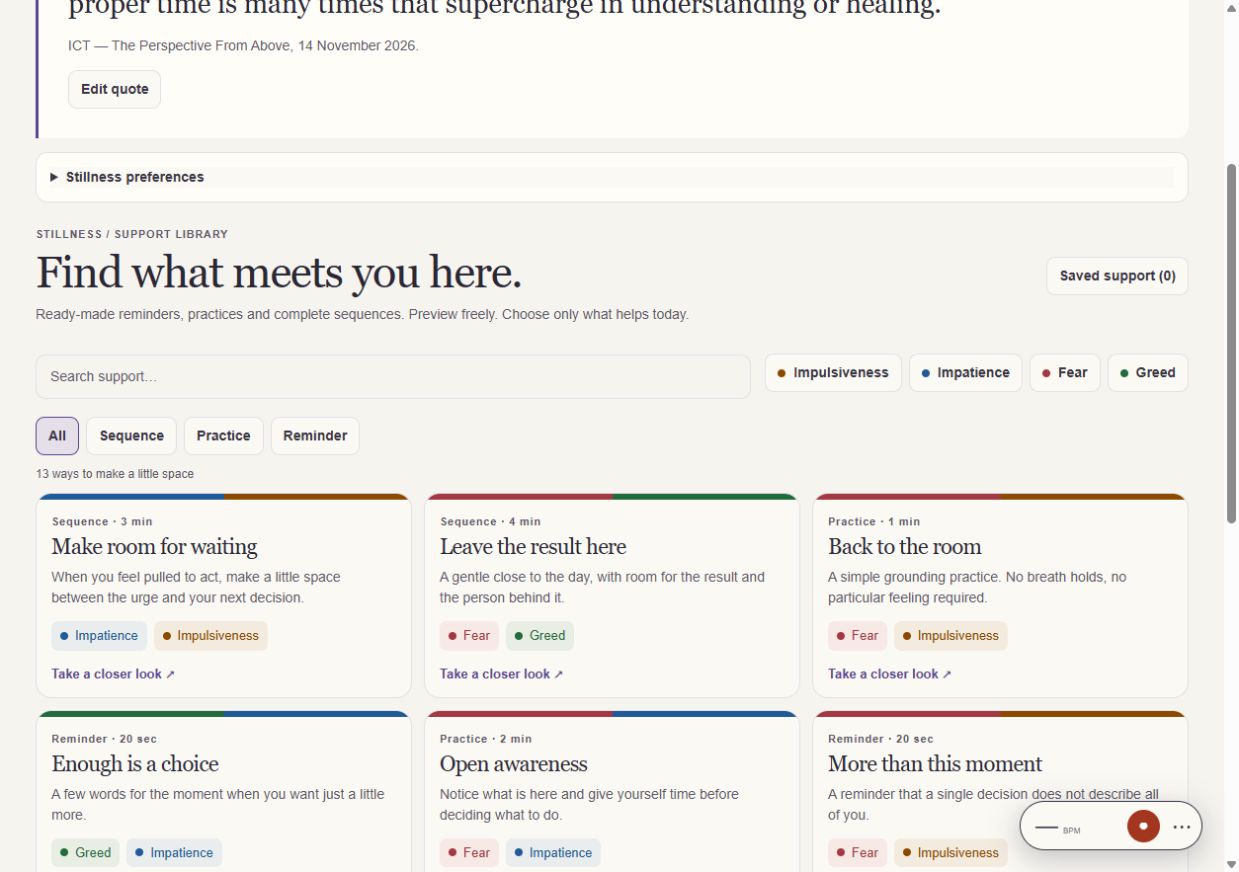 proper time is many times that supercharge in understanding or healing.
ICT — The Perspective From Above, 14 November 2026.
Edit quote
Stillness preferences
STILLNESS / SUPPORT LIBRARY
Find what meets you here.
Saved support (0)
Ready-made reminders, practices and complete sequences. Preview freely. Choose only what helps today.
Search support...
Impulsiveness
Impatience
Fear
Greed
All
Sequence
Practice
Reminder
13 ways to make a little space
Sequence · 3 min
Make room for waiting
When you feel pulled to act, make a little space
between the urge and your next decision.
Impatience
Impulsiveness
Take a closer look ↗
Sequence · 4 min
Leave the result here
A gentle close to the day, with room for the result and
the person behind it.
Fear
Greed
Take a closer look ↗
Practice · 1 min
Back to the room
A simple grounding practice. No breath holds, no
particular feeling required.
Fear
Impulsiveness
Take a closer look ↗
Reminder · 20 sec
Enough is a choice
A few words for the moment when you want just a little
more.
Greed
Impatience
Practice · 2 min
Open awareness
Notice what is here and give yourself time before
deciding what to do.
Fear
Impatience
Reminder · 20 sec
More than this moment
A reminder that a single decision does not describe all
of you.
Fear
Impulsiveness
— BPM